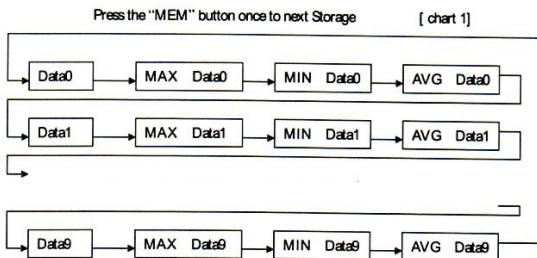 Press the “MEM” button once to next Storage [ chart 1]
Data0 MAX Data0 MIN Data0 AVG Data0
Data1 MAX Data1 MIN Data1 AVG Data1
Data9 MAX Data9 MIN Data9 AVG Data9